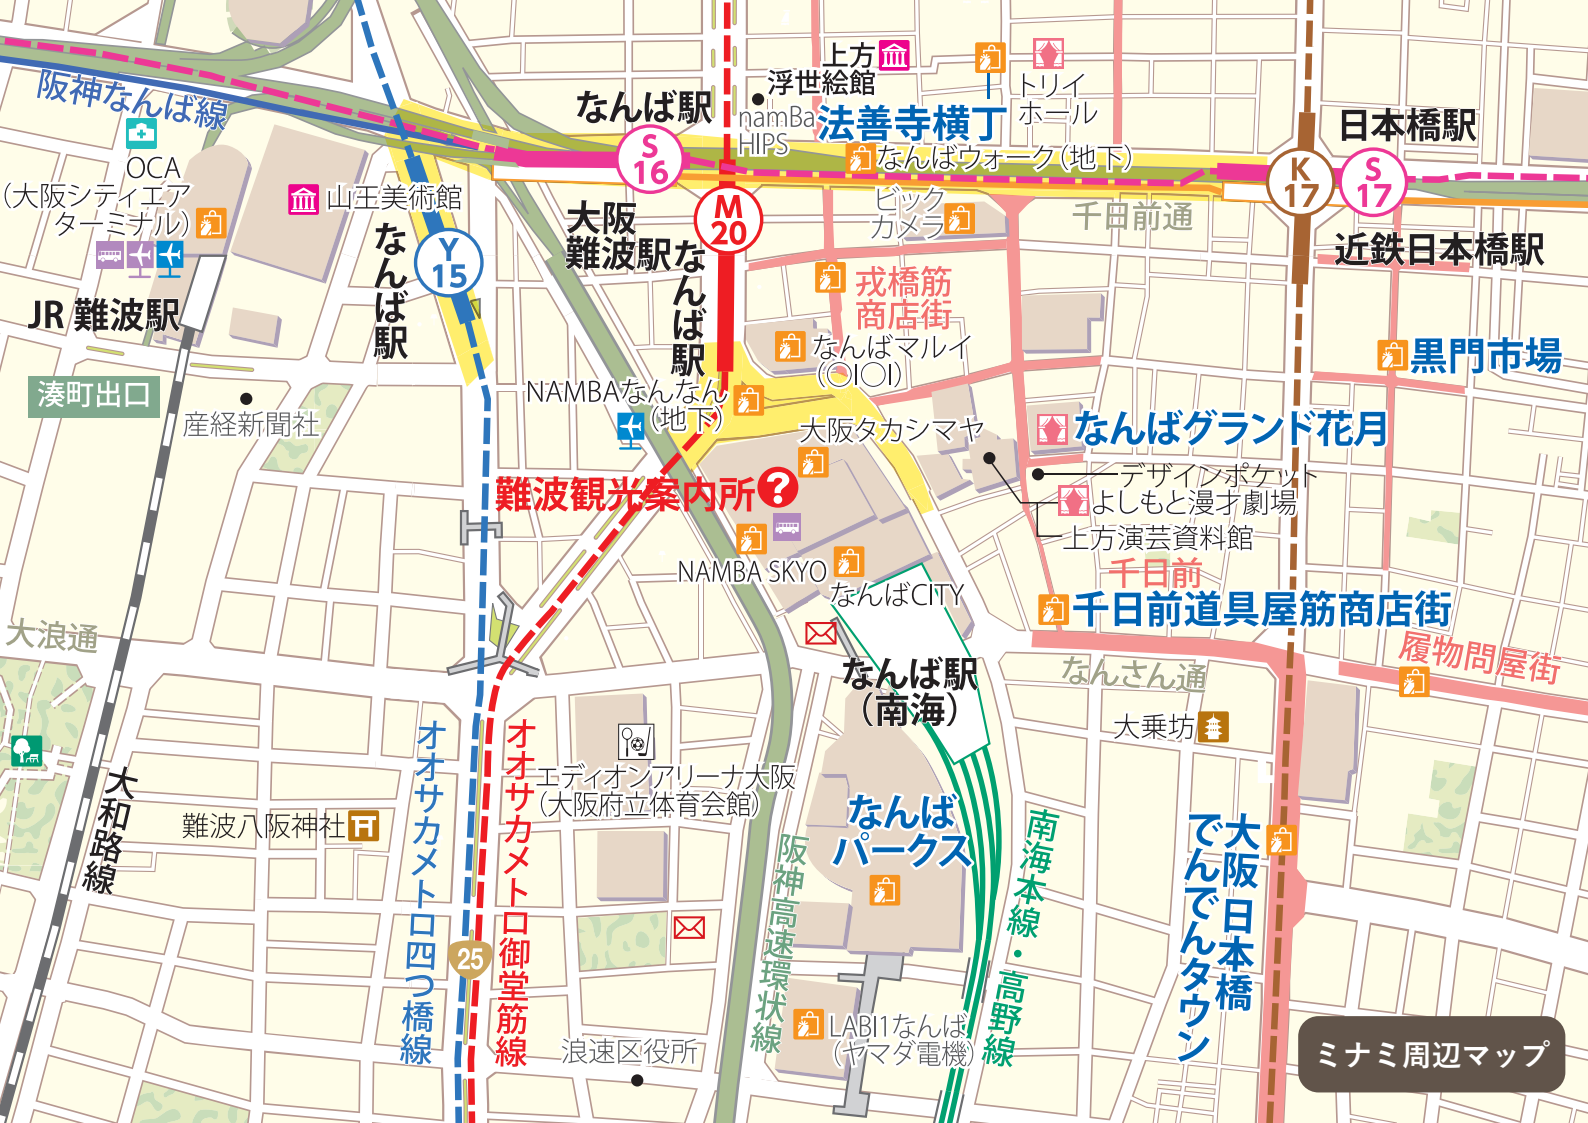 阪神なんば線
OCA
（大阪シティエア
ターミナル）
山王美術館
なんば駅
Y
15
JR 難波駅
湊町出口
産経新聞社
なんば駅
S
16
大阪
難波駅
なんば駅
M
20
上方
浮世絵館
namBa
HIPS
法善寺横丁
トリイ
ホール
なんばウォーク（地下）
ビック
カメラ
千日前通
日本橋駅
K
17
S
17
近鉄日本橋駅
戎橋筋
商店街
なんばマルイ
（〇I〇I）
NAMBAなんなん
（地下）
大阪タカシマヤ
難波観光案内所
?
NAMBA SKYO
なんばCITY
黒門市場
なんばグランド花月
デザインポケット
よしもと漫才劇場
上方演芸資料館
千日前
千日前道具屋筋商店街
履物問屋街
なんさん通
大乗坊
なんば駅
（南海）
大浪通
大和路線
難波八阪神社
オオサカメトロ四つ橋線
オオサカメトロ御堂筋線
25
エディオンアリーナ大阪
（大阪府立体育会館）
浪速区役所
阪神高速環状線
なんば
パークス
LABI1なんば
（ヤマダ電機）
南海本線・高野線
大阪 日本橋
でんでんタウン
ミナミ周辺マップ